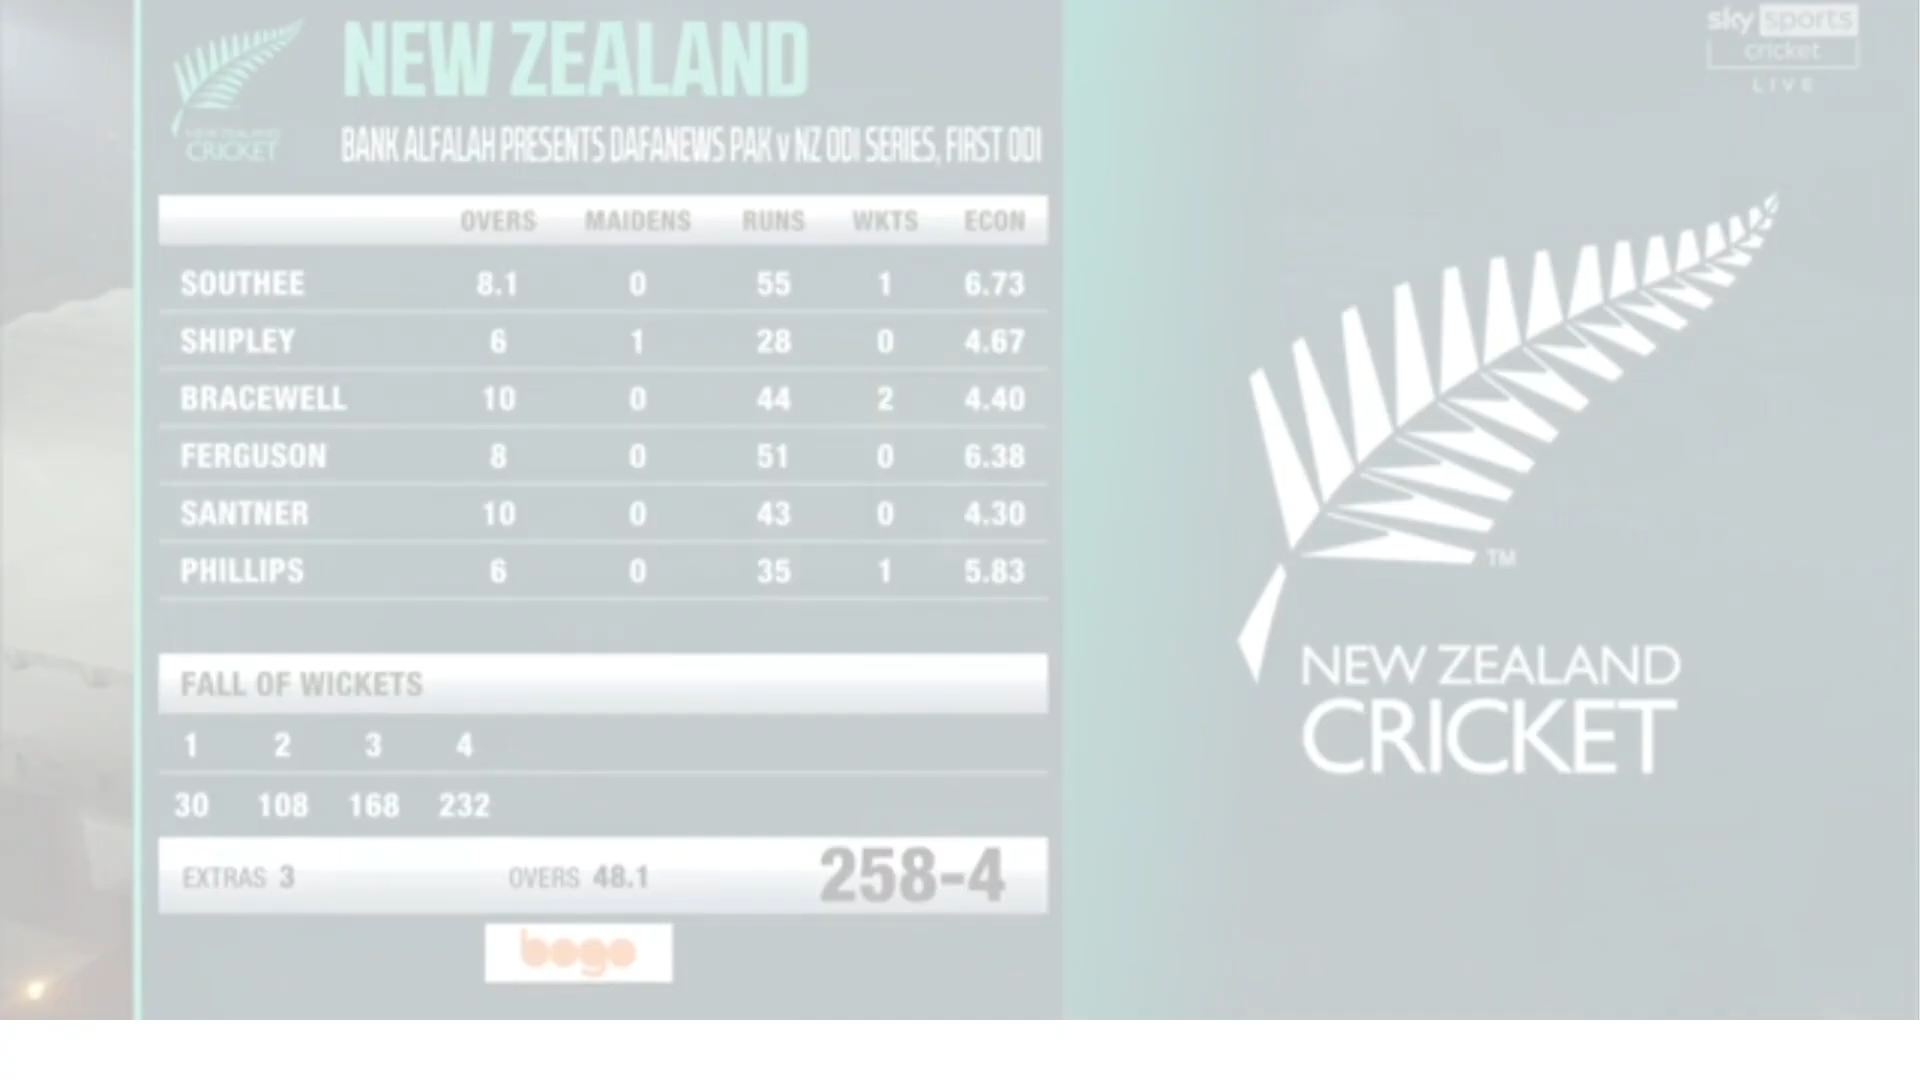 NEW ZEALAND
BANK ALFALAH PRESENTS DAFANEWS PAK v NZ ODI SERIES, FIRST ODI
NEW ZEALAND
CRICKET
sky sports
cricket
LIVE
OVERS MAIDENS RUNS WKTS ECON
SOUTHEE 8.1 0 55 1 6.73
SHIPLEY 6 1 28 0 4.67
BRACEWELL 10 0 44 2 4.40
FERGUSON 8 0 51 0 6.38
SANTNER 10 0 43 0 4.30
PHILLIPS 6 0 35 1 5.83
FALL OF WICKETS
1 2 3 4
30 108 168 232
EXTRAS 3 OVERS 48.1 258-4
bogo
TM
NEW ZEALAND
CRICKET